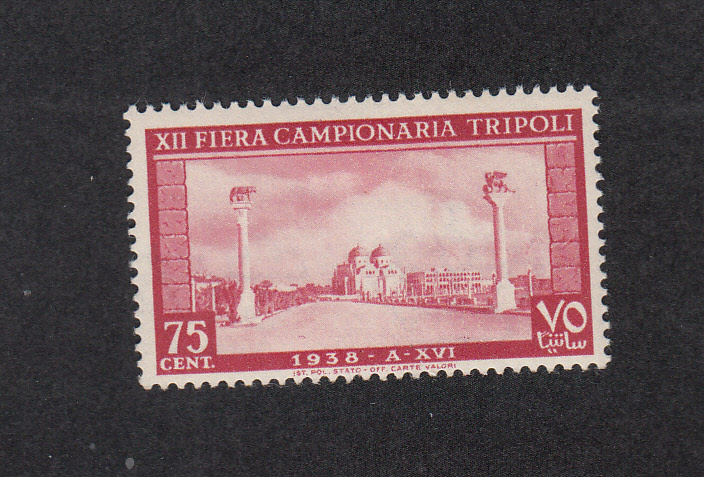 XII FIERA CAMPIONARIA TRIPOLI
75
CENT.
٧٥
سانتيما
1938 - A - XVI
IST. POL. STATO - OFF. CARTE VALORI